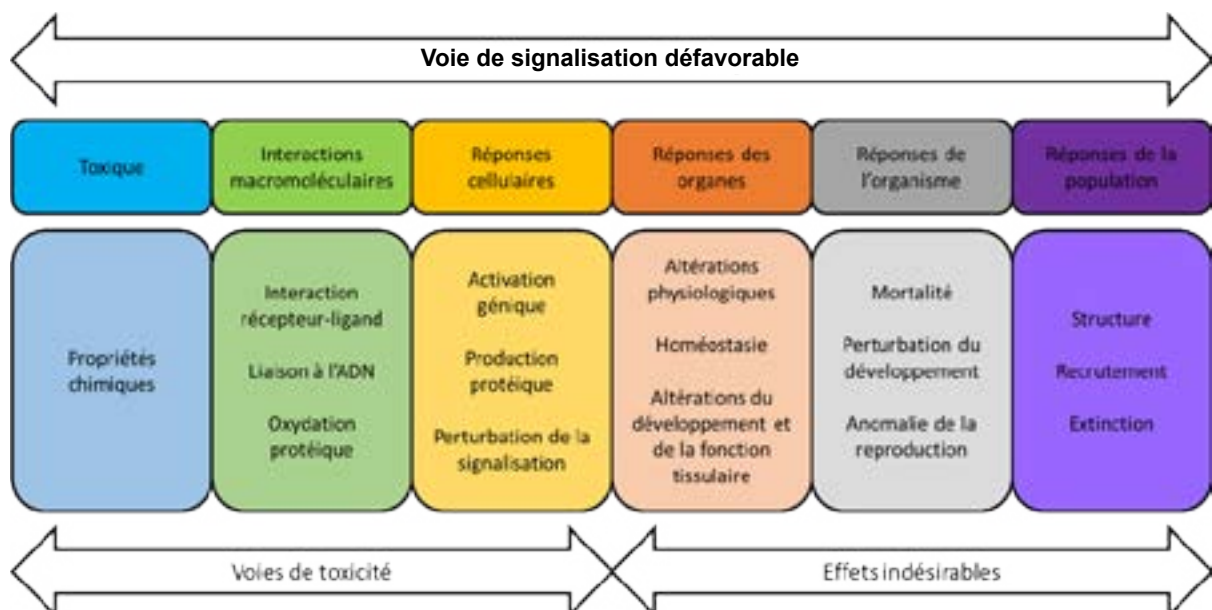 Voie de signalisation défavorable
Toxique
Interactions
macromoléculaires
Réponses
cellulaires
Réponses des
organes
Réponses de
l'organisme
Réponses de la
population
Propriétés
chimiques
Interaction
récepteur-ligand
Liaison à l'ADN
Oxydation
protéique
Activation
génique
Production
protéique
Perturbation de la
signalisation
Altérations
physiologiques
Homéostasie
Altérations du
développement et
de la fonction
tissulaire
Mortalité
Perturbation du
développement
Anomalie de la
reproduction
Structure
Recrutement
Extinction
Voies de toxicité
Effets indésirables